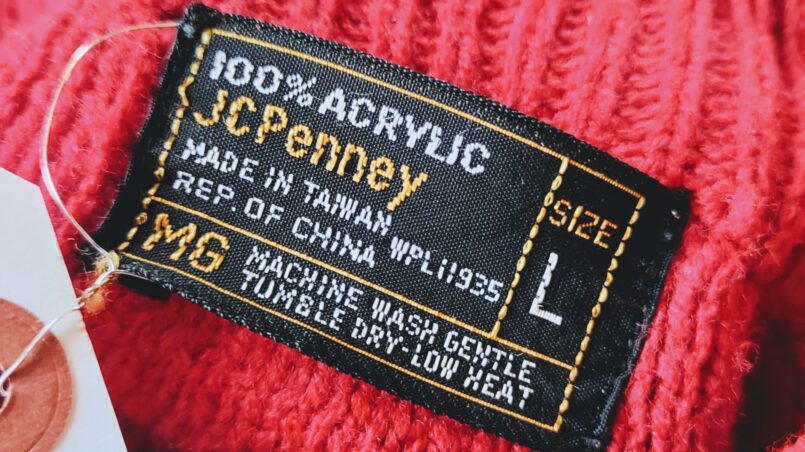 100% ACRYLIC
JCPenney
MADE IN TAIWAN
REP. OF CHINA WPL11935
SIZE
L
MG
MACHINE WASH GENTLE
TUMBLE DRY-LOW HEAT